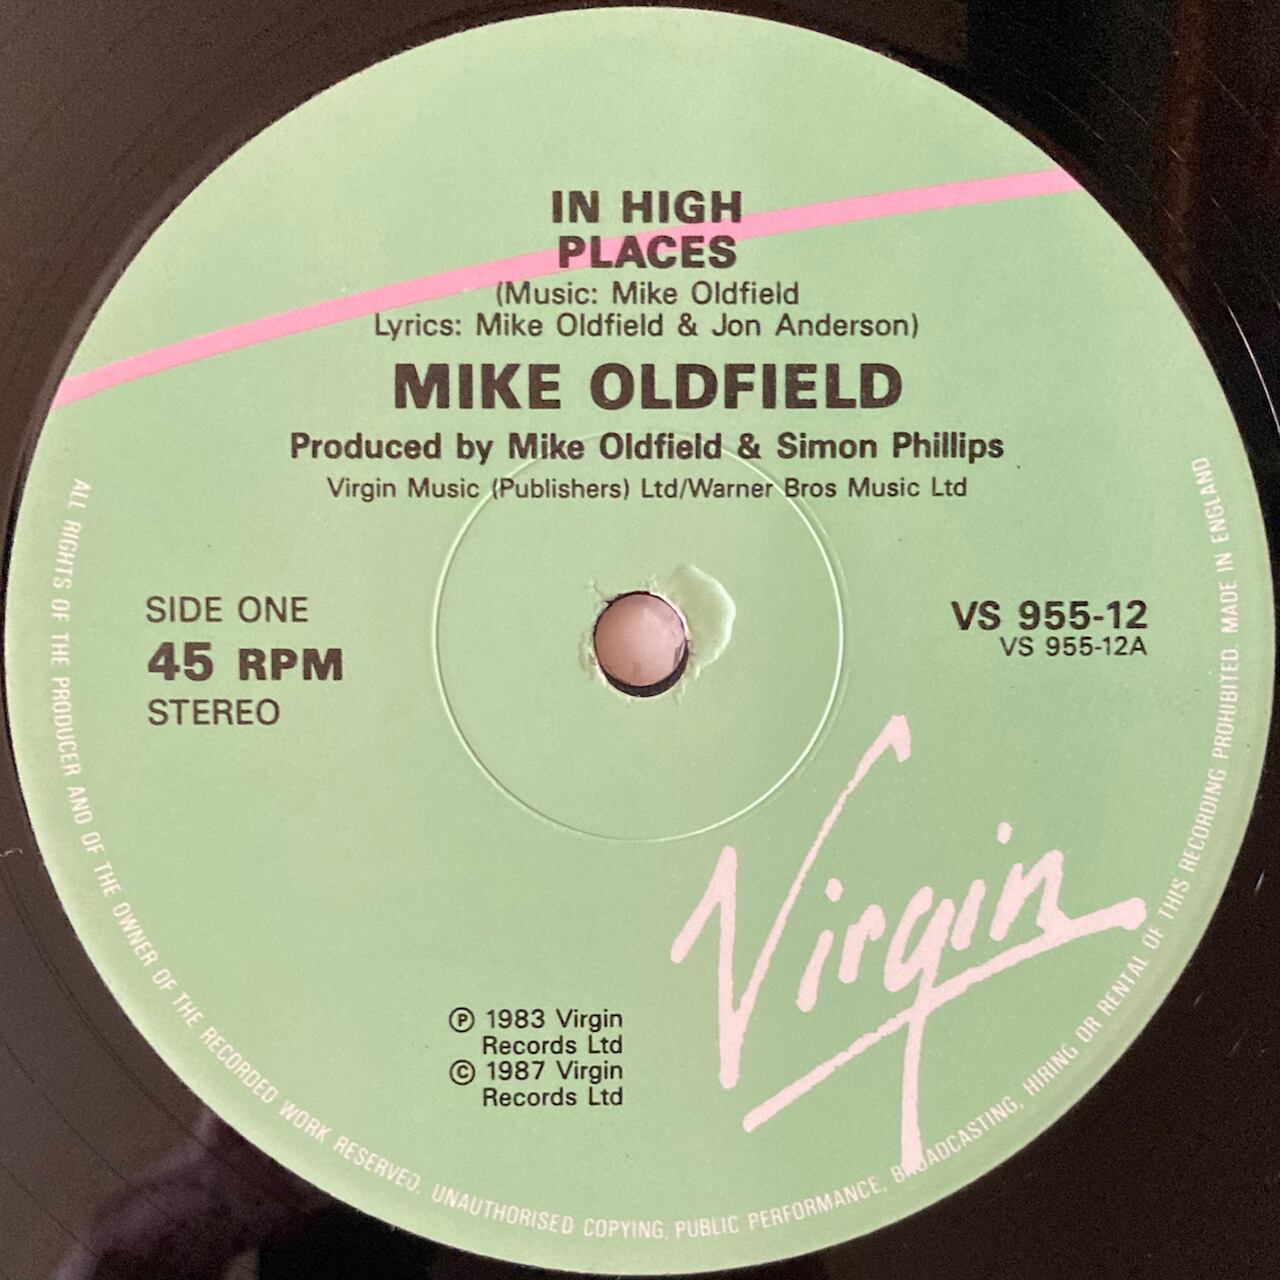 IN HIGH
PLACES
(Music: Mike Oldfield
Lyrics: Mike Oldfield & Jon Anderson)
MIKE OLDFIELD
Produced by Mike Oldfield & Simon Phillips
Virgin Music (Publishers) Ltd/Warner Bros Music Ltd
SIDE ONE
45 RPM
STEREO
VS 955-12
VS 955-12A
Virgin
℗ 1983 Virgin
Records Ltd
© 1987 Virgin
Records Ltd
ALL RIGHTS OF THE PRODUCER AND OF THE OWNER OF THE RECORDED WORK RESERVED. UNAUTHORISED COPYING, PUBLIC PERFORMANCE, BROADCASTING, HIRING OR RENTAL OF THIS RECORDING PROHIBITED. MADE IN ENGLAND